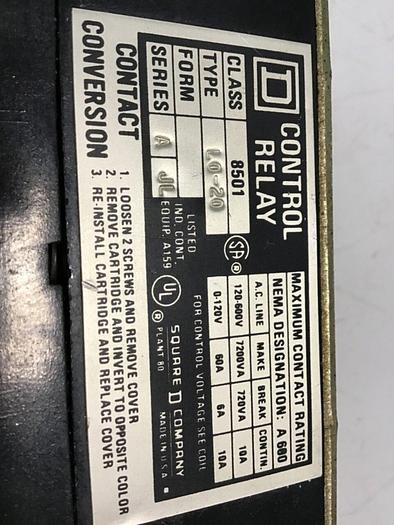 D CONTROL
RELAY
CLASS 8501
TYPE LO-20
FORM
SERIES A JL
MAXIMUM CONTACT RATING
NEMA DESIGNATION: A 600
A.C. LINE MAKE BREAK CONTIN.
120-600V 7200VA 720VA 10A
0-120V 60A 6A 10A
FOR CONTROL VOLTAGE SEE COIL
SA ®
LISTED
IND. CONT.
EQUIP. A159
UL ®
SQUARE D COMPANY
PLANT 80 MADE IN U.S.A.
CONTACT
CONVERSION
1. LOOSEN 2 SCREWS AND REMOVE COVER
2. REMOVE CARTRIDGE AND INVERT TO OPPOSITE COLOR
3. RE-INSTALL CARTRIDGE AND REPLACE COVER